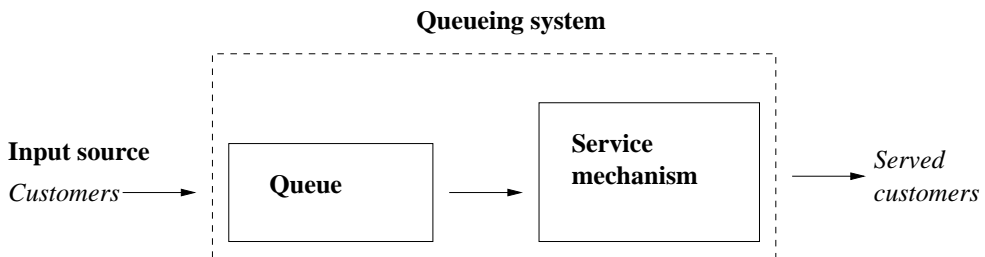 Queueing system
Input source
Customers
Queue
Service
mechanism
Served
customers